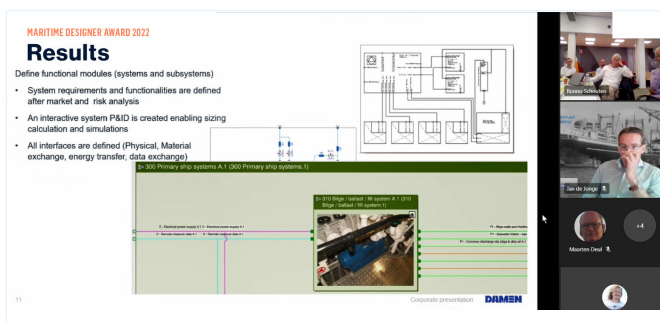 MARITIME DESIGNER AWARD 2022
Results
Define functional modules (systems and subsystems)
• System requirements and functionalities are defined
after market and risk analysis
• An interactive system P&ID is created enabling sizing
calculation and simulations
• All interfaces are defined (Physical, Material
exchange, energy transfer, data exchange)
300 Primary ship systems A.1 (300 Primary ship systems.1)
310 Bilge / ballast / fifi system A.1 (310
Bilge / ballast / fifi system.1)
11
Corporate presentation
DAMEN
Ronno Schouten
Jan de Jonge
Maarten Deul
+4